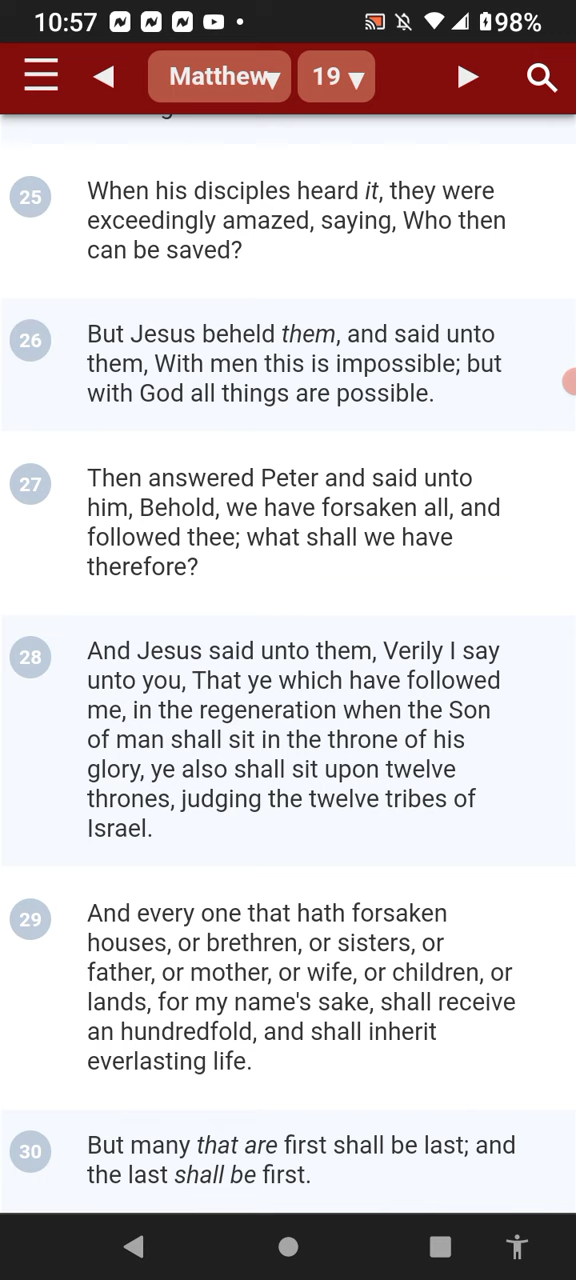 10:57
98%
Matthew
19
25
When his disciples heard it, they were
exceedingly amazed, saying, Who then
can be saved?
26
But Jesus beheld them, and said unto
them, With men this is impossible; but
with God all things are possible.
27
Then answered Peter and said unto
him, Behold, we have forsaken all, and
followed thee; what shall we have
therefore?
28
And Jesus said unto them, Verily I say
unto you, That ye which have followed
me, in the regeneration when the Son
of man shall sit in the throne of his
glory, ye also shall sit upon twelve
thrones, judging the twelve tribes of
Israel.
29
And every one that hath forsaken
houses, or brethren, or sisters, or
father, or mother, or wife, or children, or
lands, for my name's sake, shall receive
an hundredfold, and shall inherit
everlasting life.
30
But many that are first shall be last; and
the last shall be first.